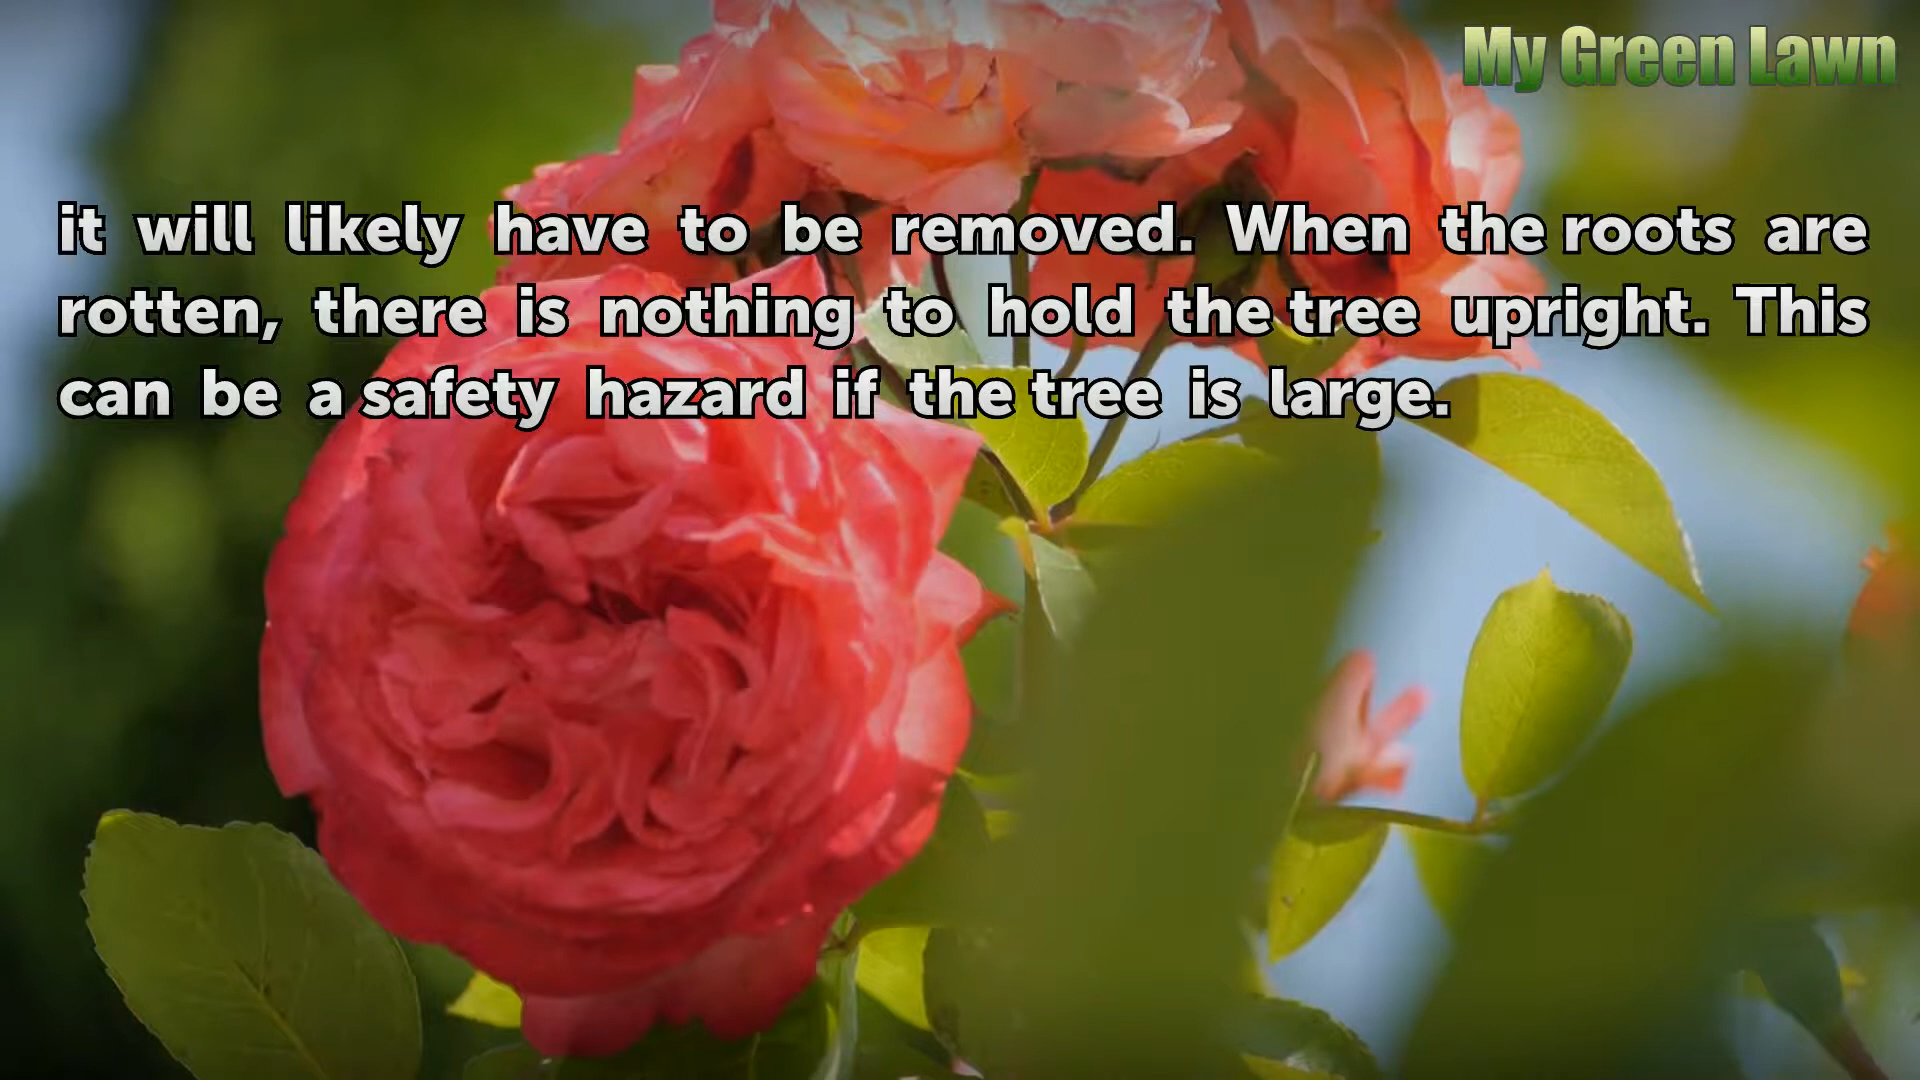 My Green Lawn
it will likely have to be removed. When the roots are
rotten, there is nothing to hold the tree upright. This
can be a safety hazard if the tree is large.